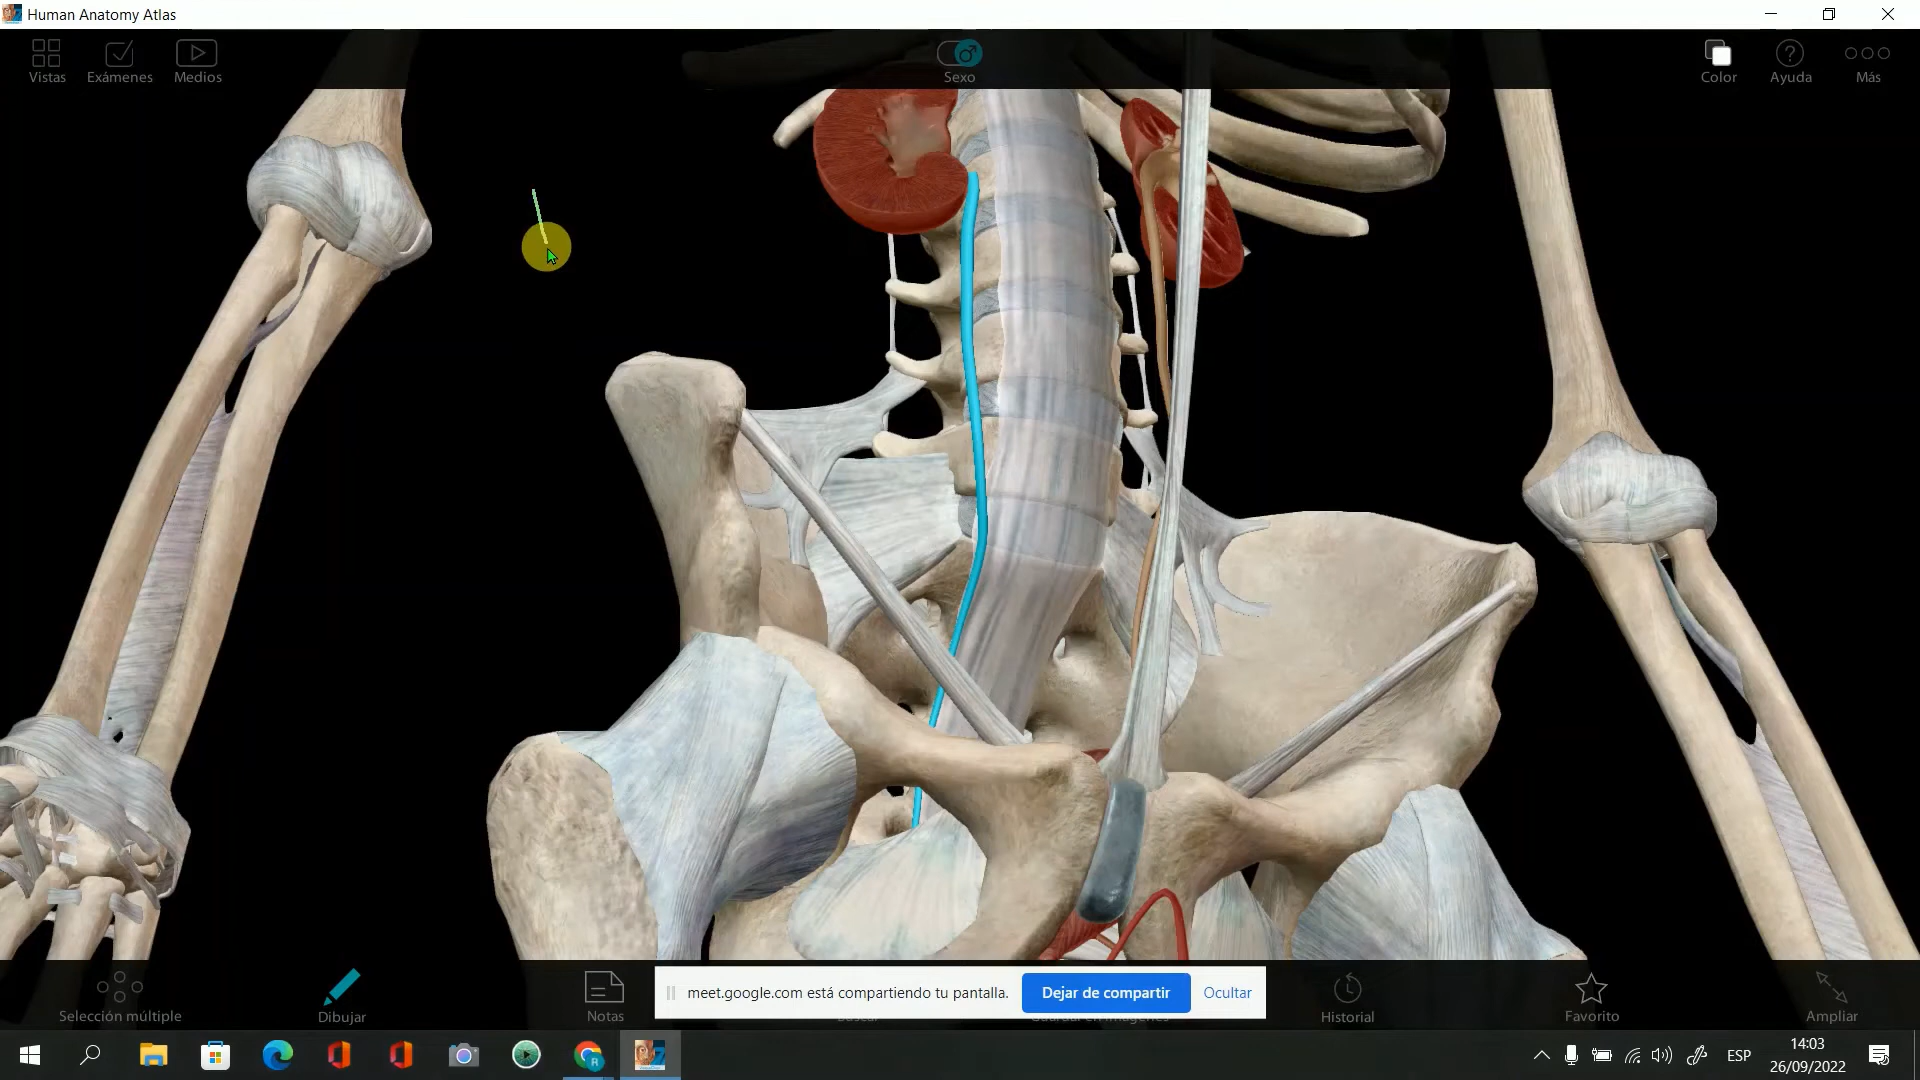 Human Anatomy Atlas
Vistas
Exámenes
Medios
Sexo
Color
Ayuda
Más
Selección múltiple
Dibujar
Notas
meet.google.com está compartiendo tu pantalla.
Dejar de compartir
Ocultar
Historial
Favorito
Ampliar
R
ESP
14:03
26/09/2022